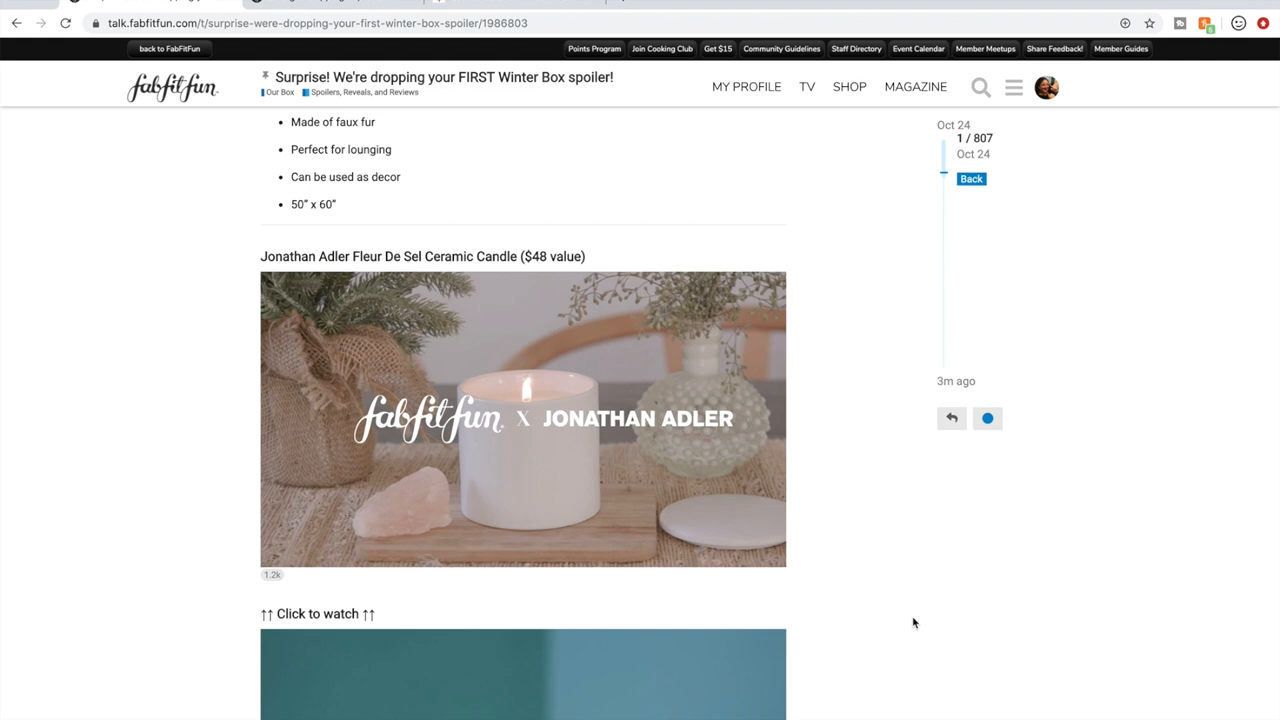 talk.fabfitfun.com/t/surprise-were-dropping-your-first-winter-box-spoiler/1986803
back to FabFitFun
Points Program
Join Cooking Club
Get $15
Community Guidelines
Staff Directory
Event Calendar
Member Meetups
Share Feedback!
Member Guides
fabfitfun
Surprise! We're dropping your FIRST Winter Box spoiler!
Our Box
Spoilers, Reveals, and Reviews
MY PROFILE
TV
SHOP
MAGAZINE
• Made of faux fur
• Perfect for lounging
• Can be used as decor
• 50” x 60”
Oct 24
1 / 807
Oct 24
Back
3m ago
Jonathan Adler Fleur De Sel Ceramic Candle ($48 value)
fabfitfun X JONATHAN ADLER
1.2k
↑↑ Click to watch ↑↑